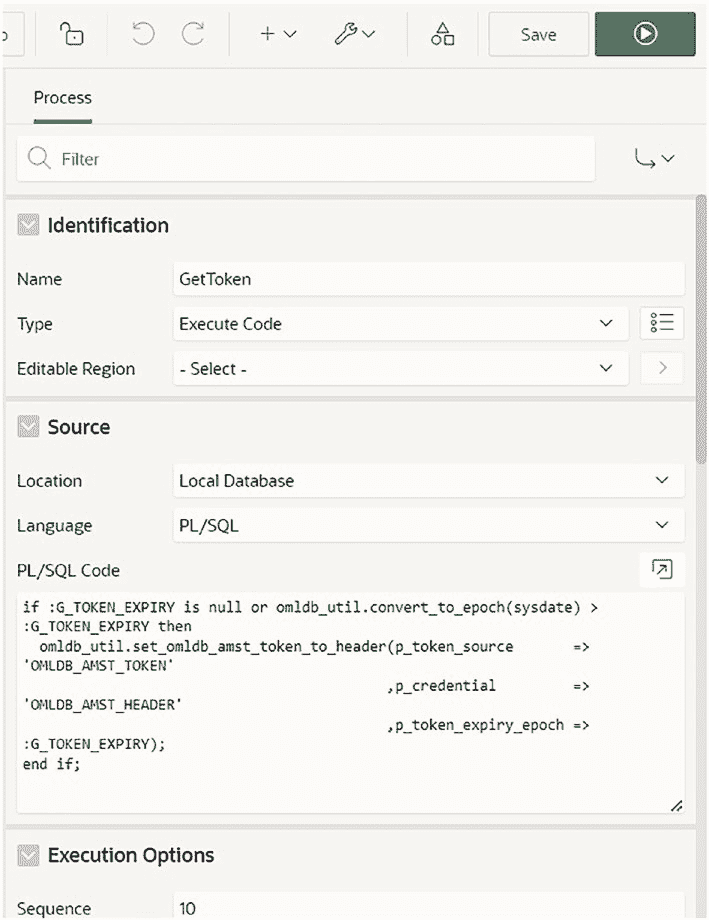 Save
Process
Filter
Identification
Name GetToken
Type Execute Code
Editable Region - Select -
Source
Location Local Database
Language PL/SQL
PL/SQL Code
if :G_TOKEN_EXPIRY is null or omldb_util.convert_to_epoch(sysdate) >
:G_TOKEN_EXPIRY then
  omldb_util.set_omldb_amst_token_to_header(p_token_source       =>
'OMLDB_AMST_TOKEN'
                                           ,p_credential         =>
'OMLDB_AMST_HEADER'
                                           ,p_token_expiry_epoch =>
:G_TOKEN_EXPIRY);
end if;
Execution Options
Sequence 10